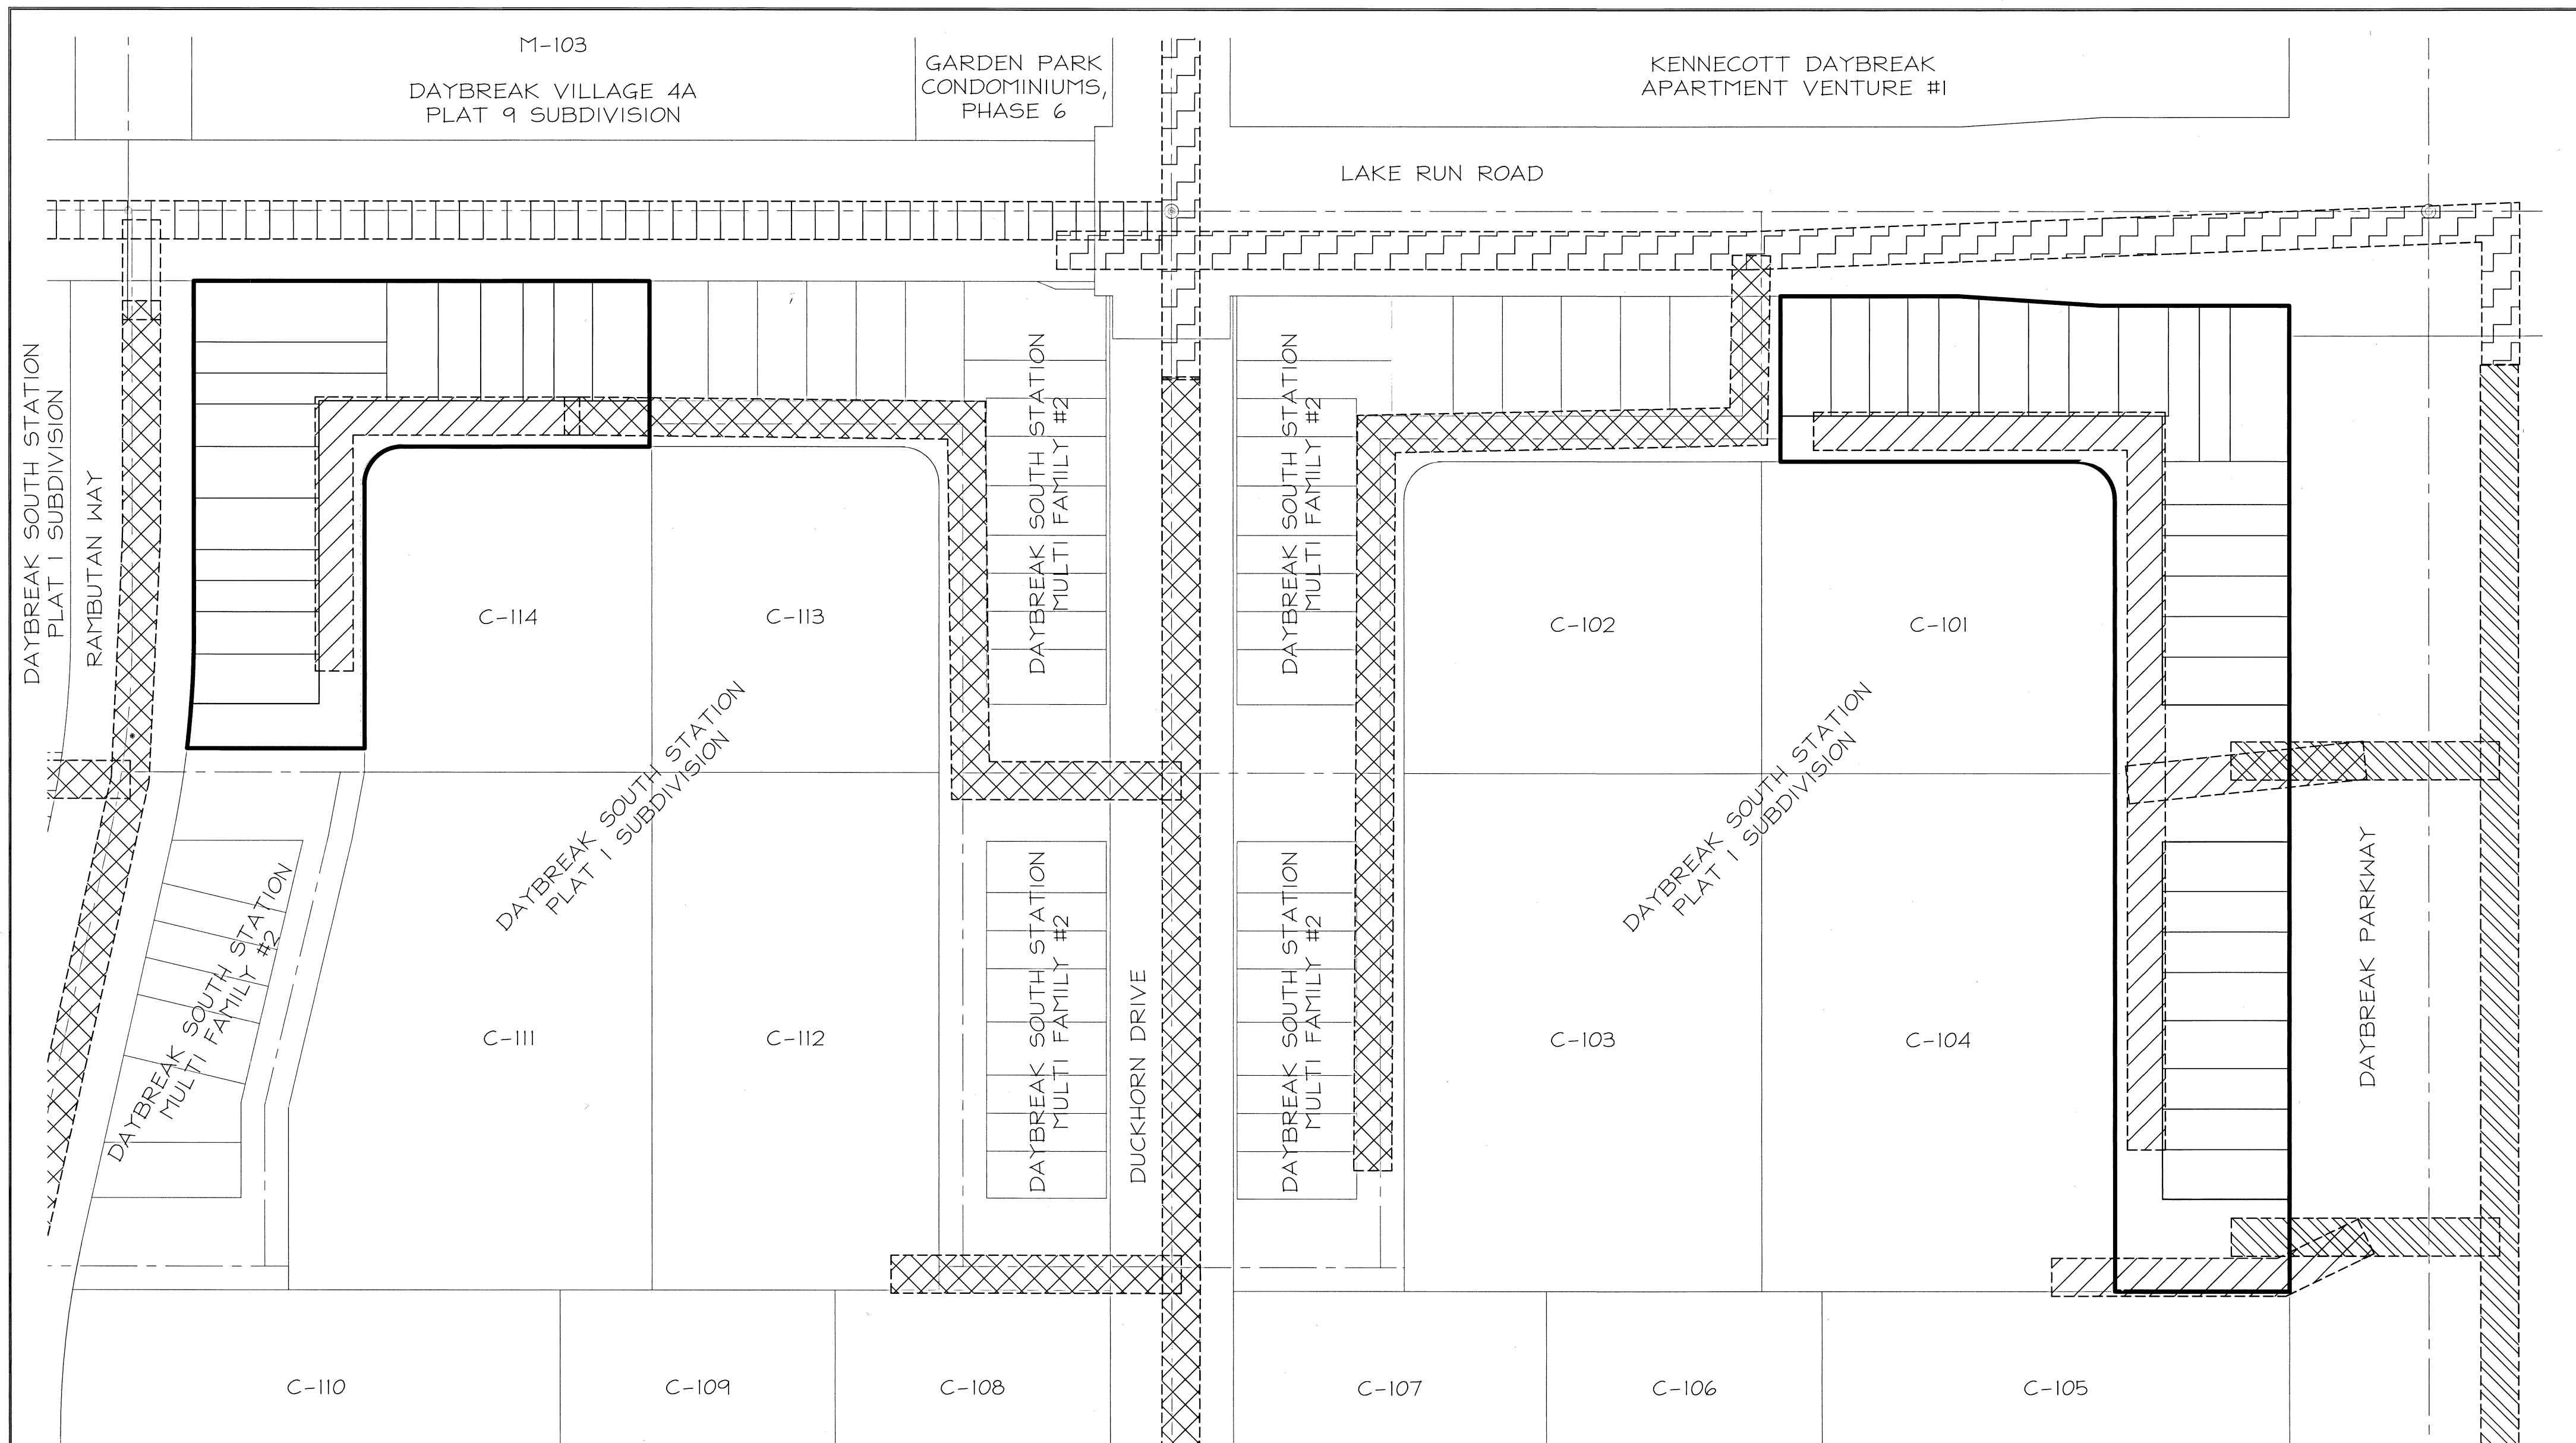 M-103
DAYBREAK VILLAGE 4A
PLAT 9 SUBDIVISION
GARDEN PARK
CONDOMINIUMS,
PHASE 6
KENNECOTT DAYBREAK
APARTMENT VENTURE #1
LAKE RUN ROAD
DAYBREAK SOUTH STATION
PLAT 1 SUBDIVISION
RAMBUTAN WAY
DAYBREAK SOUTH STATION
MULTI FAMILY #2
DAYBREAK SOUTH STATION
MULTI FAMILY #2
C-114
C-113
C-102
C-101
DAYBREAK SOUTH STATION
PLAT 1 SUBDIVISION
DAYBREAK SOUTH STATION
PLAT 1 SUBDIVISION
DAYBREAK SOUTH STATION
MULTI FAMILY #2
DAYBREAK SOUTH STATION
MULTI FAMILY #2
DUCKHORN DRIVE
DAYBREAK SOUTH STATION
MULTI FAMILY #2
DAYBREAK PARKWAY
C-111
C-112
C-103
C-104
C-110
C-109
C-108
C-107
C-106
C-105